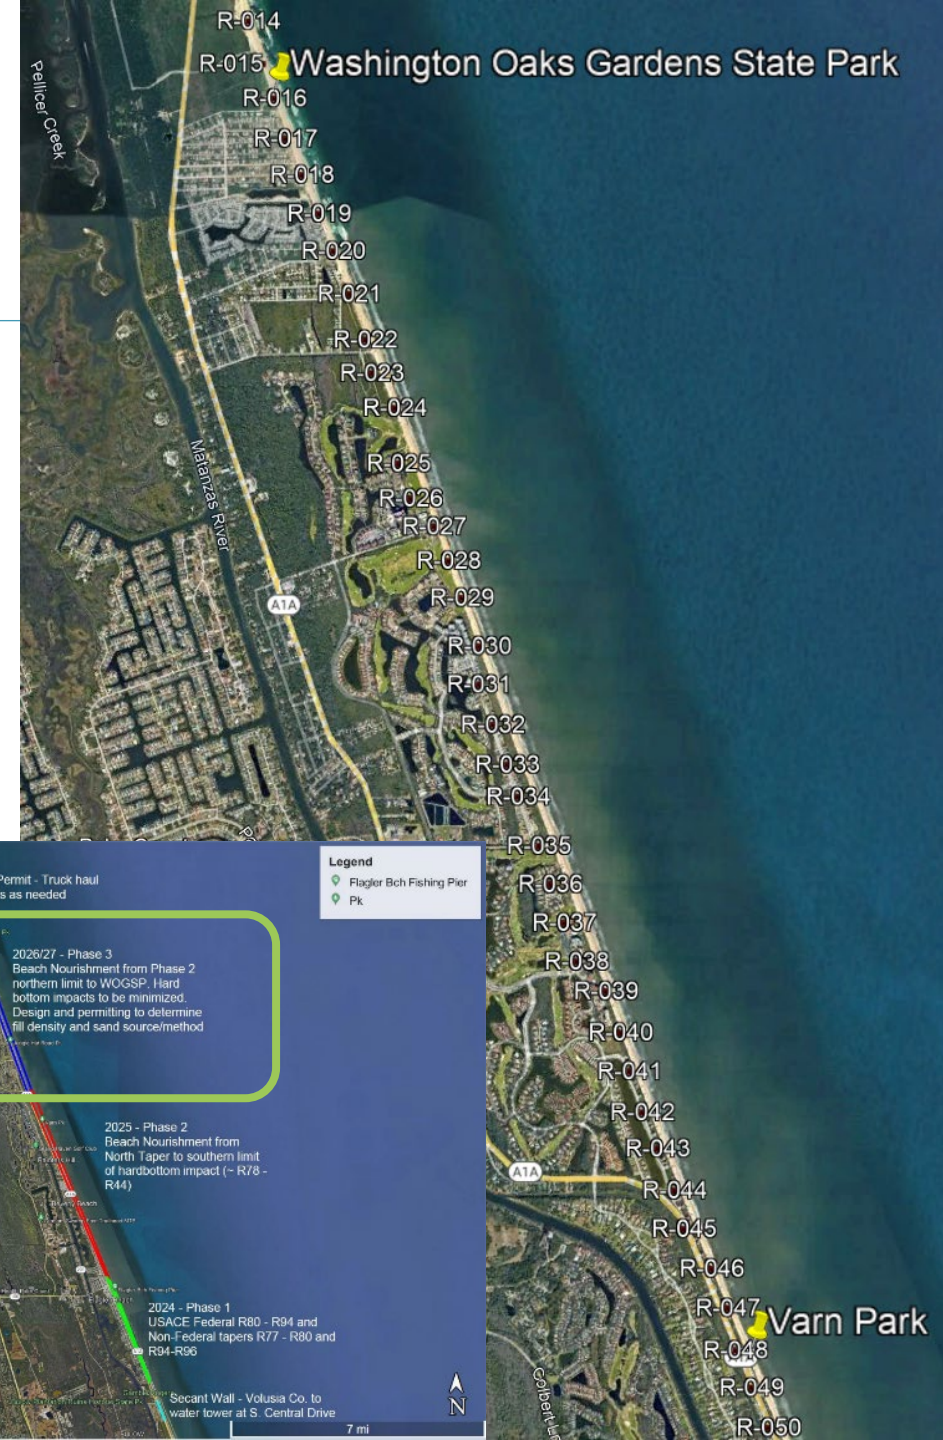 R-014
R-015
Washington Oaks Gardens State Park
Pellicer Creek
R-016
R-017
R-018
R-019
R-020
R-021
R-022
R-023
R-024
R-025
Matanzas River
R-026
R-027
R-028
R-029
A1A
R-030
R-031
R-032
R-033
R-034
R-035
R-036
R-037
R-038
R-039
R-040
R-041
R-042
R-043
A1A
R-044
R-045
R-046
R-047
Varn Park
R-048
A1A
R-049
R-050
Colbert
Permit - Truck haul
s as needed
Legend
Flagler Bch Fishing Pier
Pk
2026/27 - Phase 3
Beach Nourishment from Phase 2
northern limit to WOGSP. Hard
bottom impacts to be minimized.
Design and permitting to determine
fill density and sand source/method
2025 - Phase 2
Beach Nourishment from
North Taper to southern limit
of hardbottom impact (~ R78 -
R44)
Flagler Bch Fishing Pier
2024 - Phase 1
USACE Federal R80 - R94 and
Non-Federal tapers R77 - R80 and
R94-R96
Secant Wall - Volusia Co. to
water tower at S. Central Drive
N
7 mi